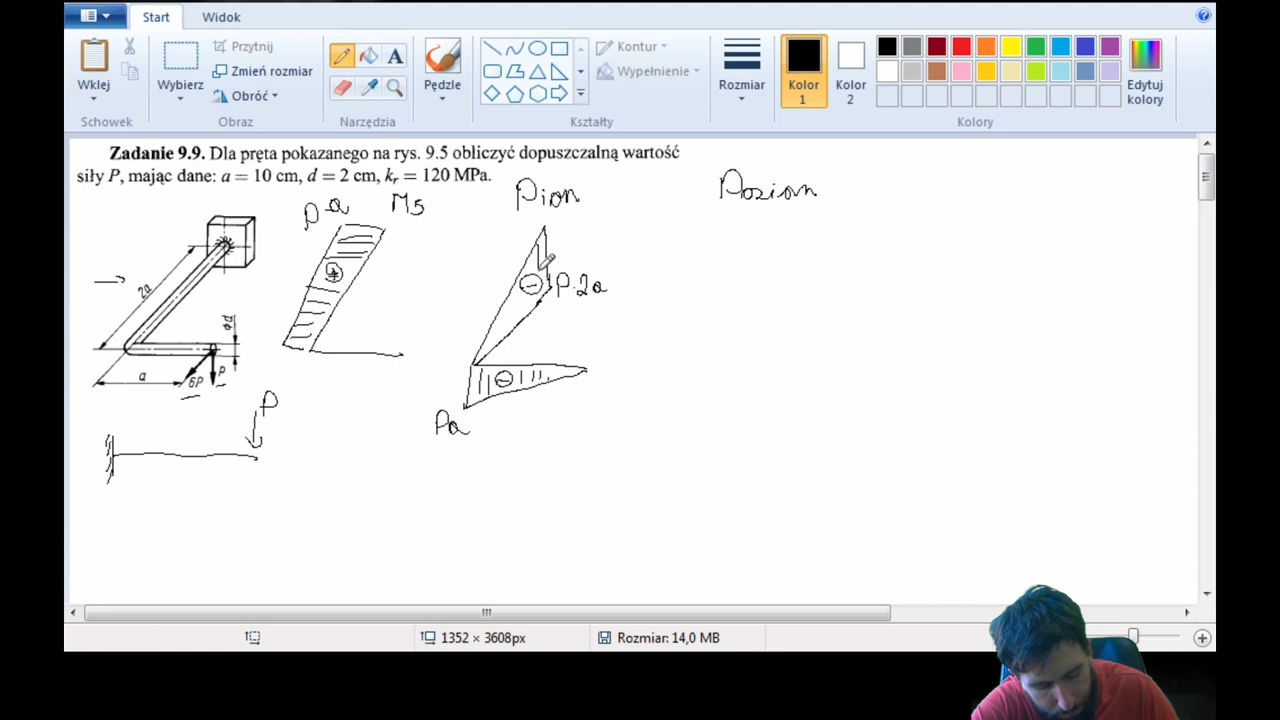 Start
Widok
Wklej
Schowek
Wybierz
Przytnij
Zmień rozmiar
Obróć
Obraz
Narzędzia
Pędzle
Kształty
Kontur
Wypełnienie
Rozmiar
Kolor 1
Kolor 2
Kolory
Edytuj kolory
Zadanie 9.9. Dla pręta pokazanego na rys. 9.5 obliczyć dopuszczalną wartość
siły P, mając dane: a = 10 cm, d = 2 cm, kr = 120 MPa.
Pion
Poziom
Pa
Ms
2a
ød
a
6P
P
P
P·2a
Pa
1352 × 3608px
Rozmiar: 14,0 MB